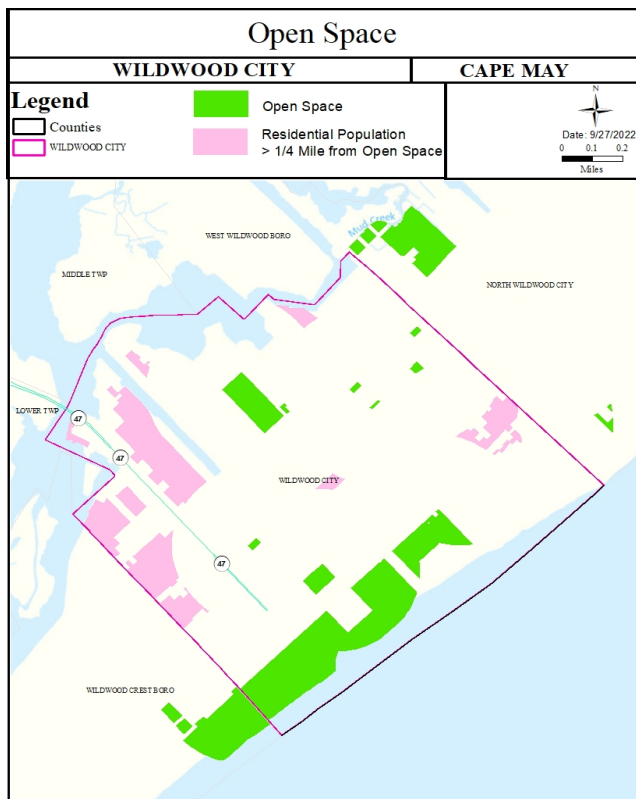 Open Space
WILDWOOD CITY
CAPE MAY
Legend
Counties
WILDWOOD CITY
Open Space
Residential Population
> 1/4 Mile from Open Space
N
Date: 9/27/2022
0 0.1 0.2
Miles
Mud Creek
WEST WILDWOOD BORO
MIDDLE TWP
NORTH WILDWOOD CITY
LOWER TWP
47
47
WILDWOOD CITY
47
WILDWOOD CREST BORO